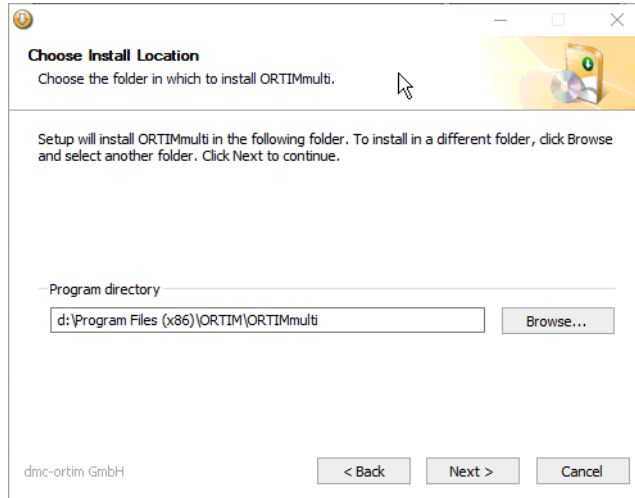 Choose Install Location
Choose the folder in which to install ORTIMmulti.
Setup will install ORTIMmulti in the following folder. To install in a different folder, click Browse
and select another folder. Click Next to continue.
Program directory
d:\Program Files (x86)\ORTIM\ORTIMmulti
Browse...
dmc-ortim GmbH
< Back
Next >
Cancel